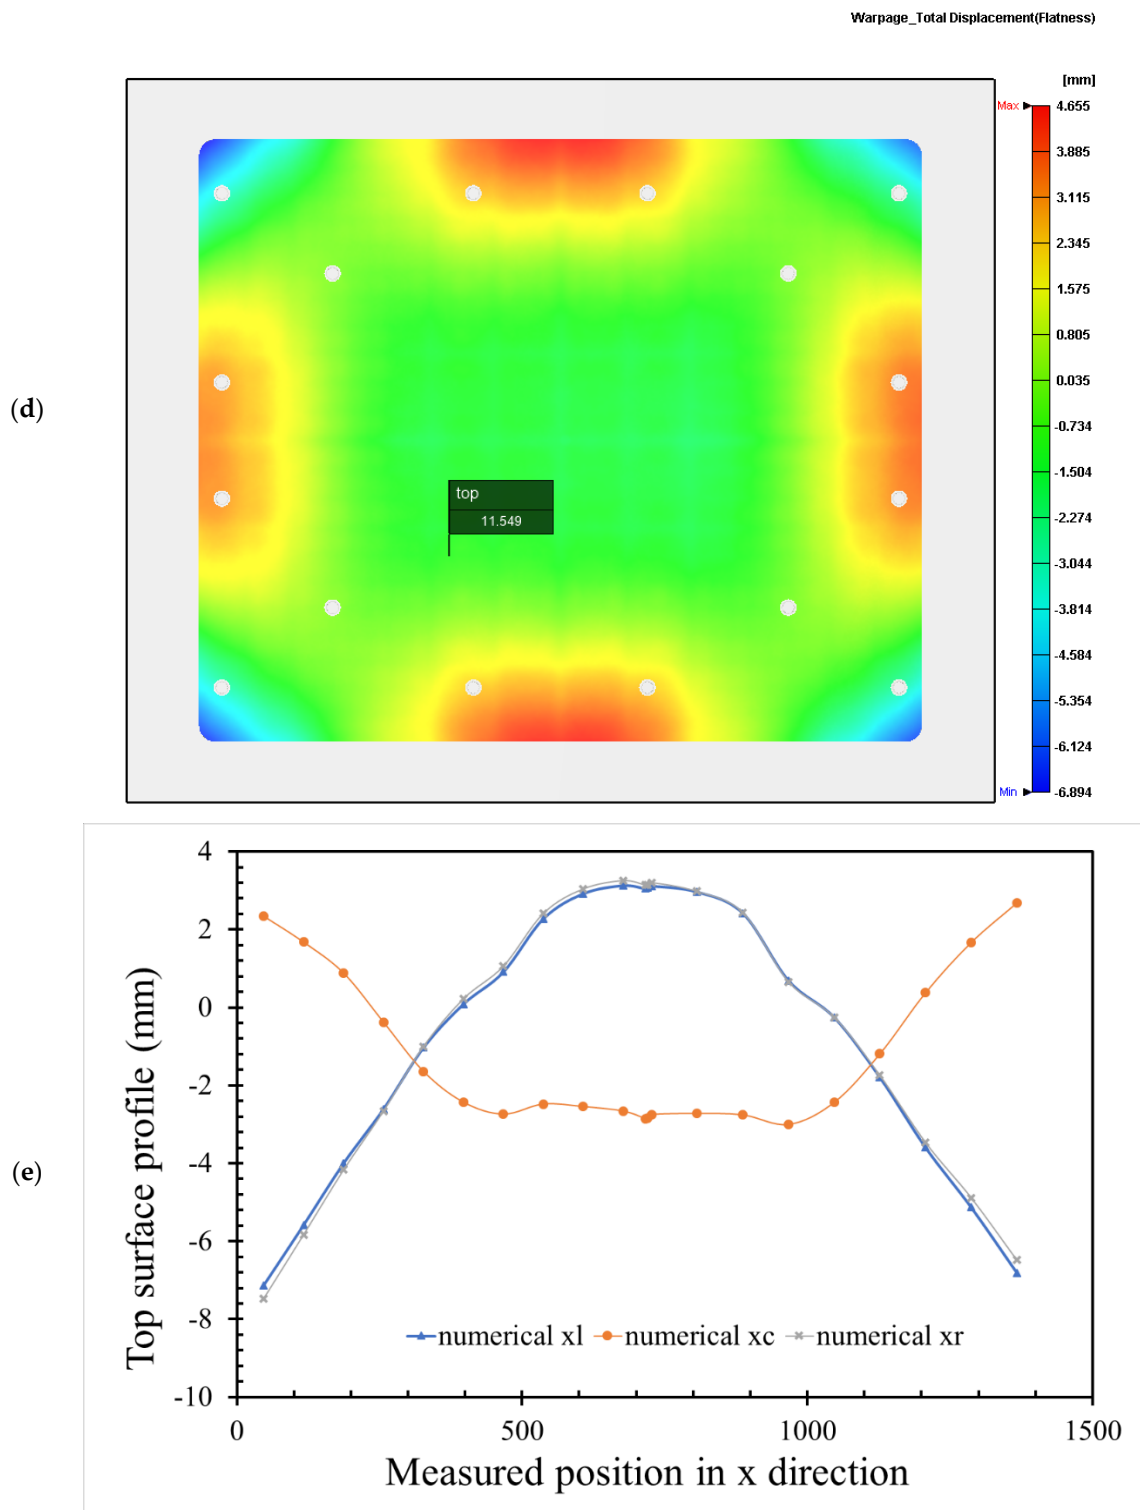 Warpage_Total Displacement(Flatness)
[mm]
Max
4.655
3.885
3.115
2.345
1.575
0.805
0.035
-0.734
-1.504
-2.274
-3.044
-3.814
-4.584
-5.354
-6.124
Min
-6.894
(d)
top
11.549
(e)
Top surface profile (mm)
4
2
0
-2
-4
-6
-8
-10
numerical xl numerical xc numerical xr
0 500 1000 1500
Measured position in x direction